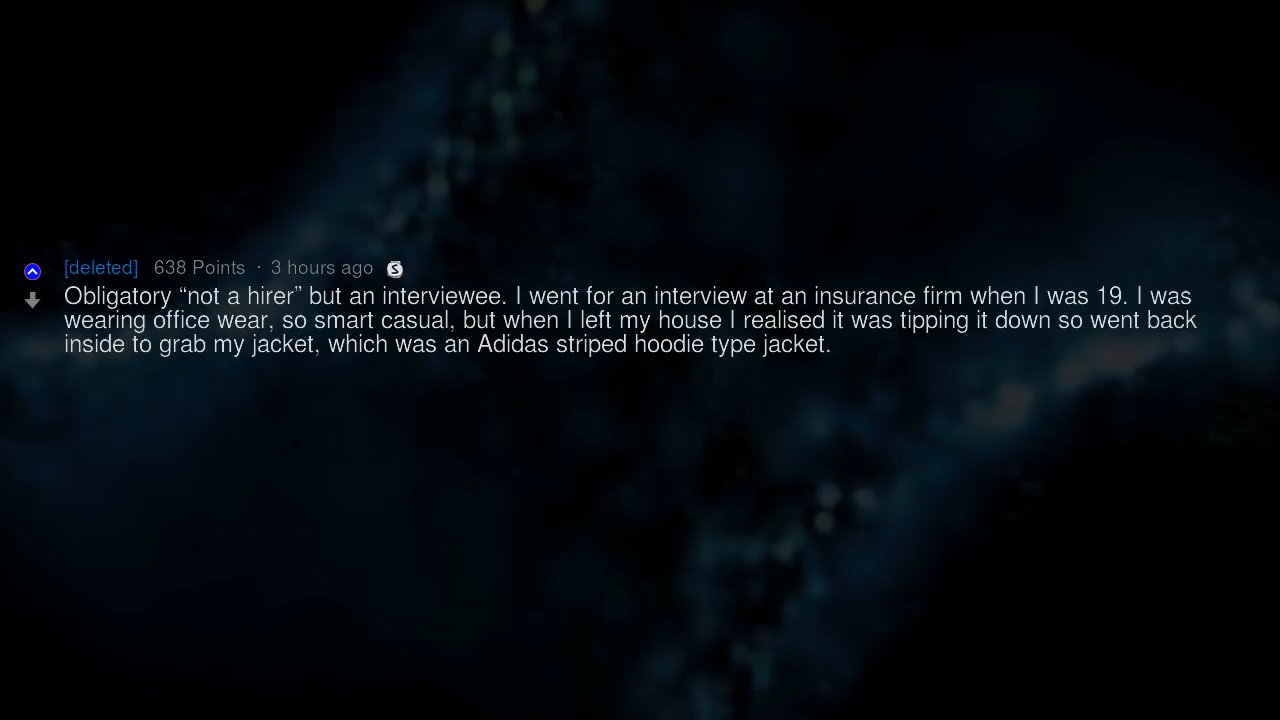 [deleted] 638 Points · 3 hours ago S
Obligatory “not a hirer” but an interviewee. I went for an interview at an insurance firm when I was 19. I was
wearing office wear, so smart casual, but when I left my house I realised it was tipping it down so went back
inside to grab my jacket, which was an Adidas striped hoodie type jacket.